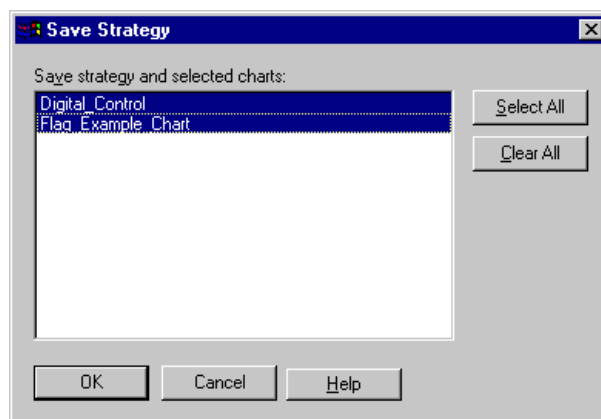 Save Strategy
Save strategy and selected charts:
Digital_Control
Flag_Example_Chart
Select All
Clear All
OK
Cancel
Help